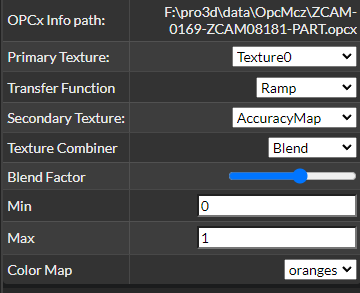 OPCx Info path: F:\pro3d\data\OpcMcz\ZCAM-
0169-ZCAM08181-PART.opcx
Primary Texture: Texture0
Transfer Function Ramp
Secondary Texture: AccuracyMap
Texture Combiner Blend
Blend Factor
Min 0
Max 1
Color Map oranges